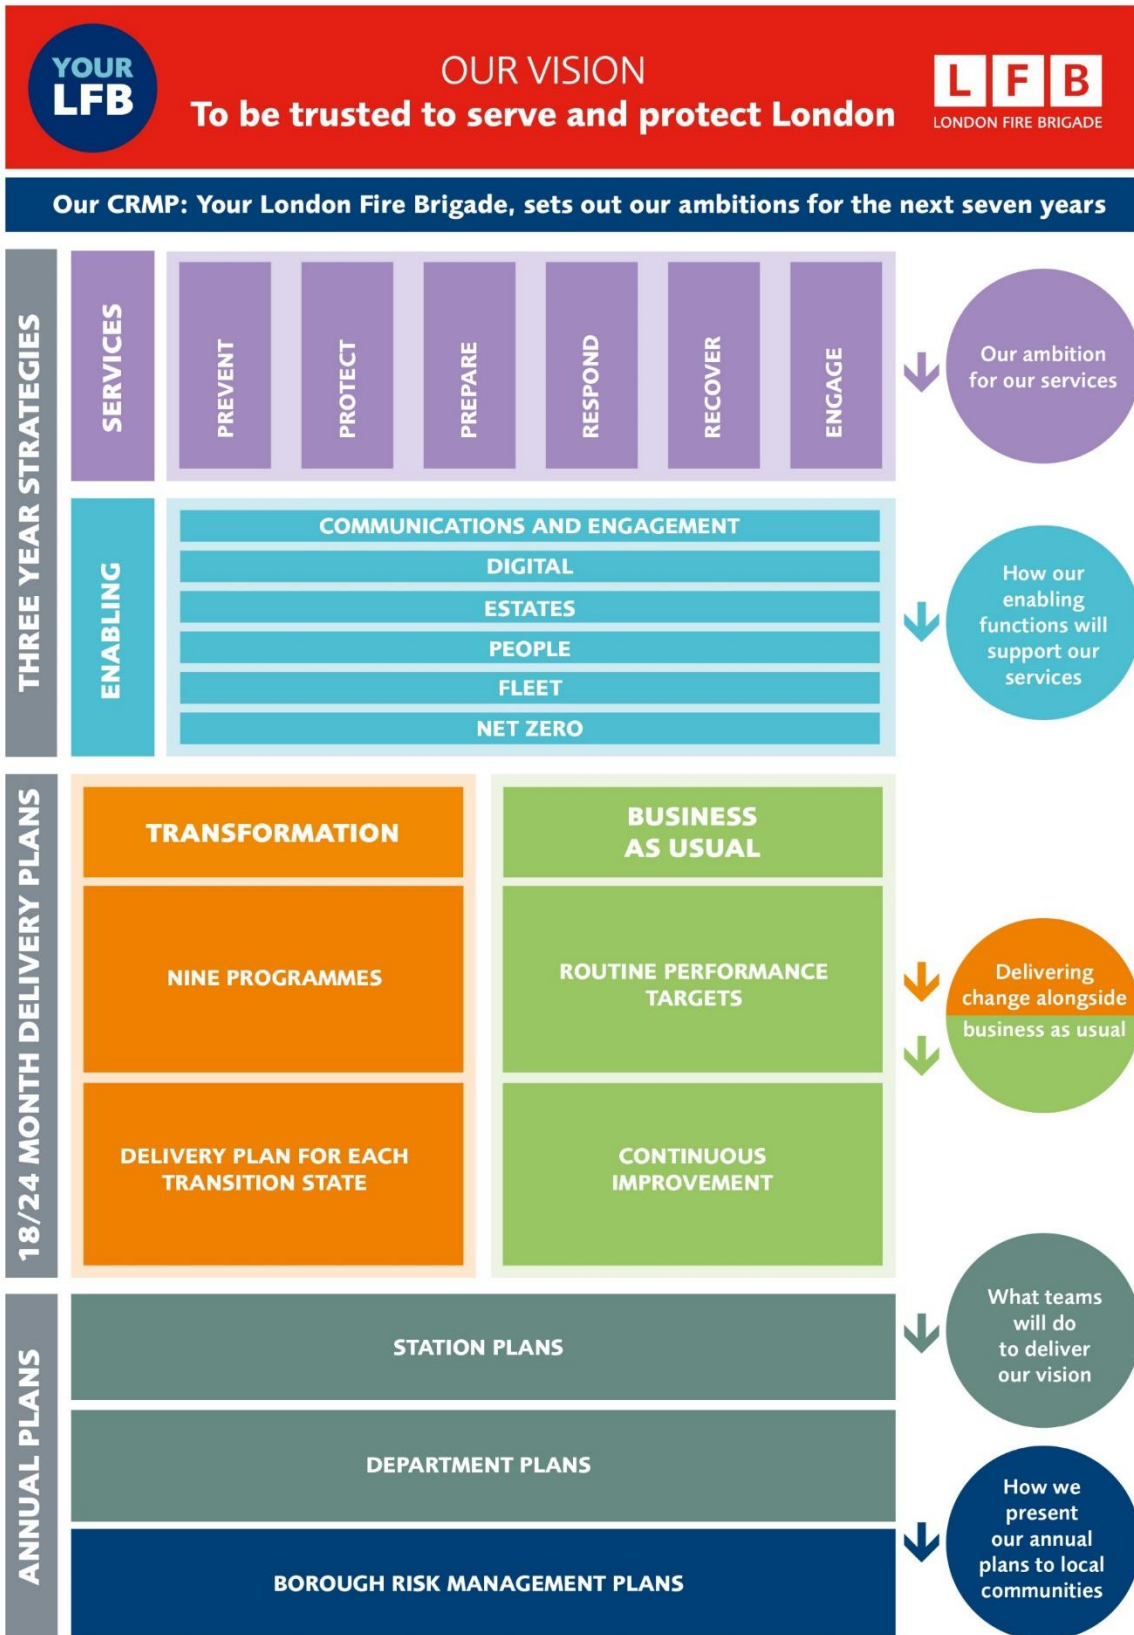 YOUR
LFB
OUR VISION
To be trusted to serve and protect London
L F B
LONDON FIRE BRIGADE
Our CRMP: Your London Fire Brigade, sets out our ambitions for the next seven years
THREE YEAR STRATEGIES
SERVICES
PREVENT
PROTECT
PREPARE
RESPOND
RECOVER
ENGAGE
Our ambition
for our services
ENABLING
COMMUNICATIONS AND ENGAGEMENT
DIGITAL
ESTATES
PEOPLE
FLEET
NET ZERO
How our
enabling
functions will
support our
services
18/24 MONTH DELIVERY PLANS
TRANSFORMATION
NINE PROGRAMMES
DELIVERY PLAN FOR EACH
TRANSITION STATE
BUSINESS
AS USUAL
ROUTINE PERFORMANCE
TARGETS
CONTINUOUS
IMPROVEMENT
Delivering
change alongside
business as usual
ANNUAL PLANS
STATION PLANS
DEPARTMENT PLANS
What teams
will do
to deliver
our vision
BOROUGH RISK MANAGEMENT PLANS
How we
present
our annual
plans to local
communities